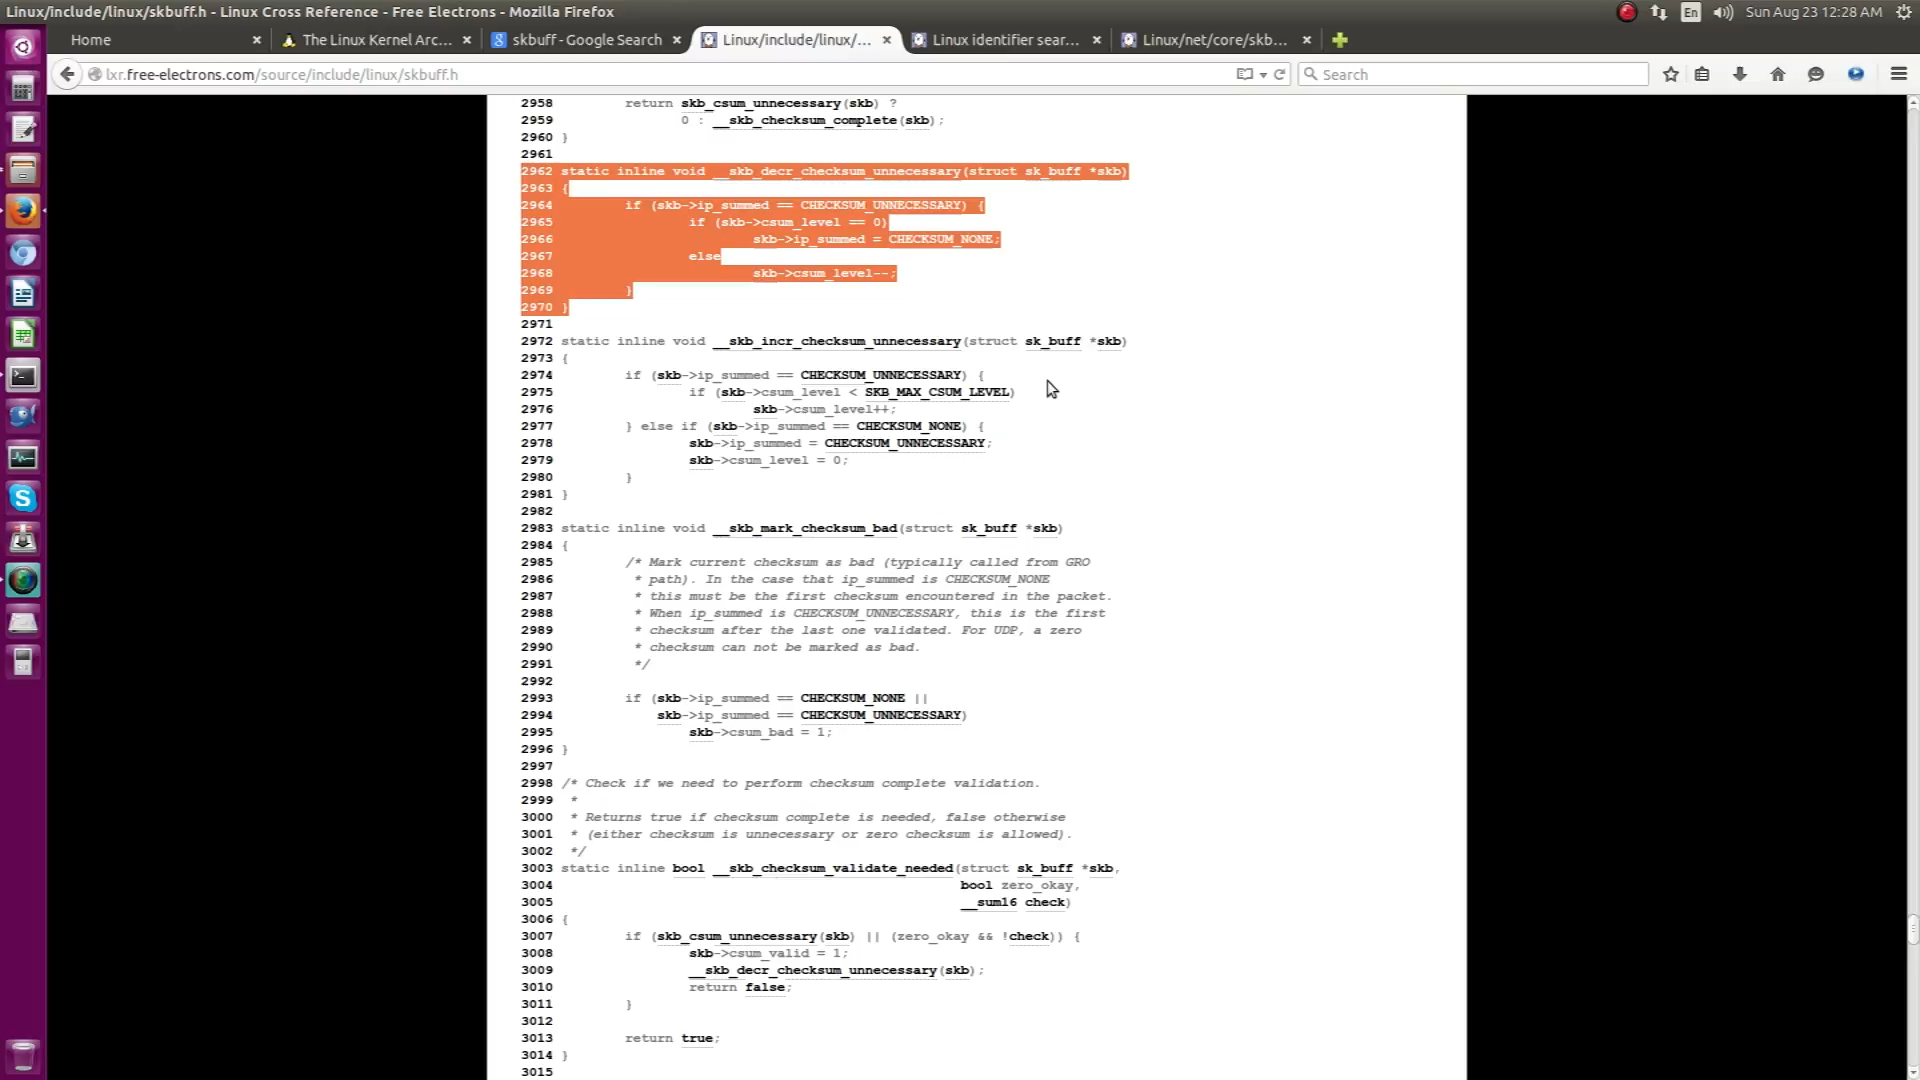 Linux/include/linux/skbuff.h - Linux Cross Reference - Free Electrons - Mozilla Firefox
En
Sun Aug 23 12:28 AM
Home
The Linux Kernel Arc...
skbuff - Google Search
Linux/include/linux/...
Linux identifier sear...
Linux/net/core/skb...
lxr.free-electrons.com/source/include/linux/skbuff.h
Search
2958         return skb_csum_unnecessary(skb) ?
2959                0 : __skb_checksum_complete(skb);
2960 }
2961
2962 static inline void __skb_decr_checksum_unnecessary(struct sk_buff *skb)
2963 {
2964         if (skb->ip_summed == CHECKSUM_UNNECESSARY) {
2965                 if (skb->csum_level == 0)
2966                         skb->ip_summed = CHECKSUM_NONE;
2967                 else
2968                         skb->csum_level--;
2969         }
2970 }
2971
2972 static inline void __skb_incr_checksum_unnecessary(struct sk_buff *skb)
2973 {
2974         if (skb->ip_summed == CHECKSUM_UNNECESSARY) {
2975                 if (skb->csum_level < SKB_MAX_CSUM_LEVEL)
2976                         skb->csum_level++;
2977         } else if (skb->ip_summed == CHECKSUM_NONE) {
2978                 skb->ip_summed = CHECKSUM_UNNECESSARY;
2979                 skb->csum_level = 0;
2980         }
2981 }
2982
2983 static inline void __skb_mark_checksum_bad(struct sk_buff *skb)
2984 {
2985         /* Mark current checksum as bad (typically called from GRO
2986          * path). In the case that ip_summed is CHECKSUM_NONE
2987          * this must be the first checksum encountered in the packet.
2988          * When ip_summed is CHECKSUM_UNNECESSARY, this is the first
2989          * checksum after the last one validated. For UDP, a zero
2990          * checksum can not be marked as bad.
2991          */
2992
2993         if (skb->ip_summed == CHECKSUM_NONE ||
2994             skb->ip_summed == CHECKSUM_UNNECESSARY)
2995                 skb->csum_bad = 1;
2996 }
2997
2998 /* Check if we need to perform checksum complete validation.
2999  *
3000  * Returns true if checksum complete is needed, false otherwise
3001  * (either checksum is unnecessary or zero checksum is allowed).
3002  */
3003 static inline bool __skb_checksum_validate_needed(struct sk_buff *skb,
3004                                                   bool zero_okay,
3005                                                   __sum16 check)
3006 {
3007         if (skb_csum_unnecessary(skb) || (zero_okay && !check)) {
3008                 skb->csum_valid = 1;
3009                 __skb_decr_checksum_unnecessary(skb);
3010                 return false;
3011         }
3012
3013         return true;
3014 }
3015